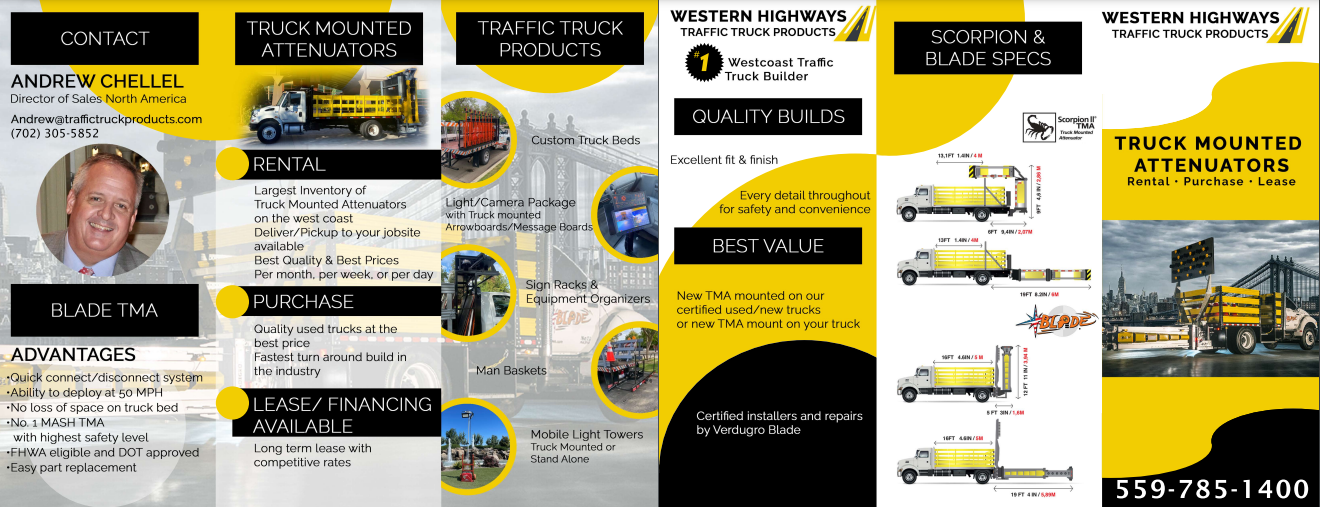 CONTACT
ANDREW CHELLEL
Director of Sales North America
Andrew@traffictruckproducts.com
(702) 305-5852
BLADE TMA
ADVANTAGES
•Quick connect/disconnect system
•Ability to deploy at 50 MPH
•No loss of space on truck bed
•No. 1 MASH TMA
with highest safety level
•FHWA eligible and DOT approved
•Easy part replacement
TRUCK MOUNTED
ATTENUATORS
RENTAL
Largest Inventory of
Truck Mounted Attenuators
on the west coast
Deliver/Pickup to your jobsite
available
Best Quality & Best Prices
Per month, per week, or per day
PURCHASE
Quality used trucks at the
best price
Fastest turn around build in
the industry
LEASE/ FINANCING
AVAILABLE
Long term lease with
competitive rates
TRAFFIC TRUCK
PRODUCTS
Custom Truck Beds
Light/Camera Package
with Truck mounted
Arrowboards/Message Boards
Sign Racks &
Equipment Organizers
Man Baskets
Mobile Light Towers
Truck Mounted or
Stand Alone
WESTERN HIGHWAYS
TRAFFIC TRUCK PRODUCTS
#1
Westcoast Traffic
Truck Builder
QUALITY BUILDS
Excellent fit & finish
Every detail throughout
for safety and convenience
BEST VALUE
New TMA mounted on our
certified used/new trucks
or new TMA mount on your truck
Certified installers and repairs
by Verdugro Blade
SCORPION &
BLADE SPECS
Scorpion II®
TMA
Truck Mounted
Attenuator
13,1FT 1.4IN / 4 M
9FT 4,8 IN / 2,86 M
6FT 9,4IN / 2,07M
13FT 1.4IN / 4M
19FT 8.2IN / 6M
BLADE
16FT 4.6IN / 5 M
12 FT 11 IN / 3,94 M
5 FT 3IN / 1,6M
16FT 4.6IN / 5M
19 FT 4 IN / 5,89M
WESTERN HIGHWAYS
TRAFFIC TRUCK PRODUCTS
TRUCK MOUNTED
ATTENUATORS
Rental • Purchase • Lease
559-785-1400